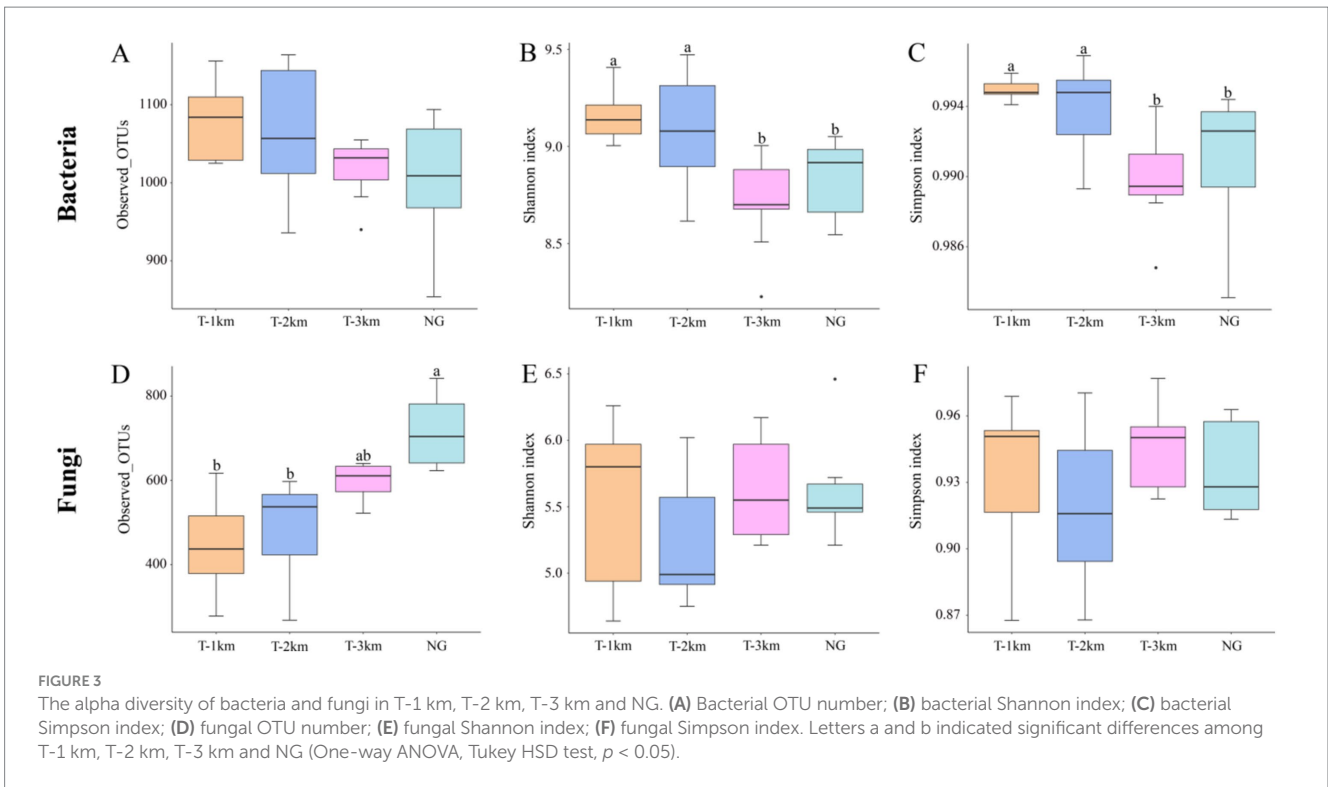 Bacteria
A
Observed_OTUs
1100
1000
900
T-1km T-2km T-3km NG
B
Shannon index
9.5
9.0
8.5
a a b b
T-1km T-2km T-3km NG
C
Simpson index
0.994
0.990
0.986
a a b b
T-1km T-2km T-3km NG
Fungi
D
Observed_OTUs
800
600
400
b b ab a
T-1km T-2km T-3km NG
E
Shannon index
6.5
6.0
5.5
5.0
T-1km T-2km T-3km NG
F
Simpson index
0.96
0.93
0.90
0.87
T-1km T-2km T-3km NG
FIGURE 3
The alpha diversity of bacteria and fungi in T-1 km, T-2 km, T-3 km and NG. (A) Bacterial OTU number; (B) bacterial Shannon index; (C) bacterial
Simpson index; (D) fungal OTU number; (E) fungal Shannon index; (F) fungal Simpson index. Letters a and b indicated significant differences among
T-1 km, T-2 km, T-3 km and NG (One-way ANOVA, Tukey HSD test, p < 0.05).